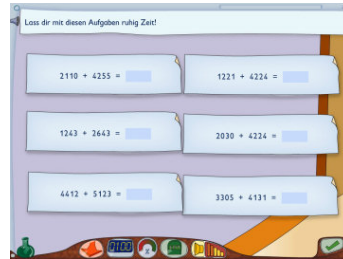 Lass dir mit diesen Aufgaben ruhig Zeit!
2110 + 4255 =
1221 + 4224 =
1243 + 2643 =
2030 + 4224 =
4412 + 5123 =
3305 + 4131 =
0100